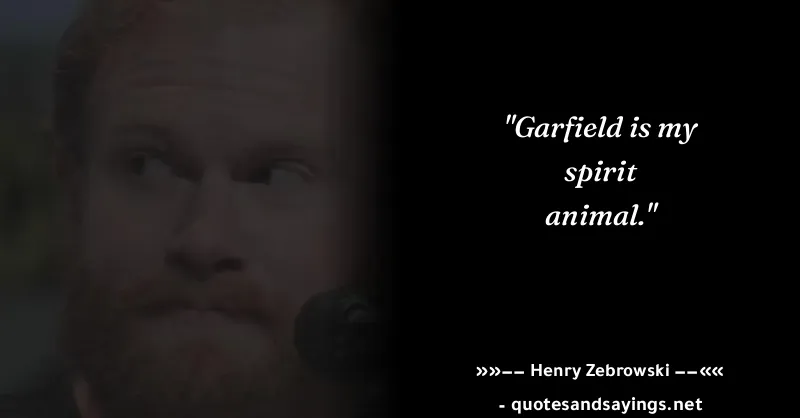 "Garfield is my
spirit
animal."
»»−− Henry Zebrowski −−««
- quotesandsayings.net